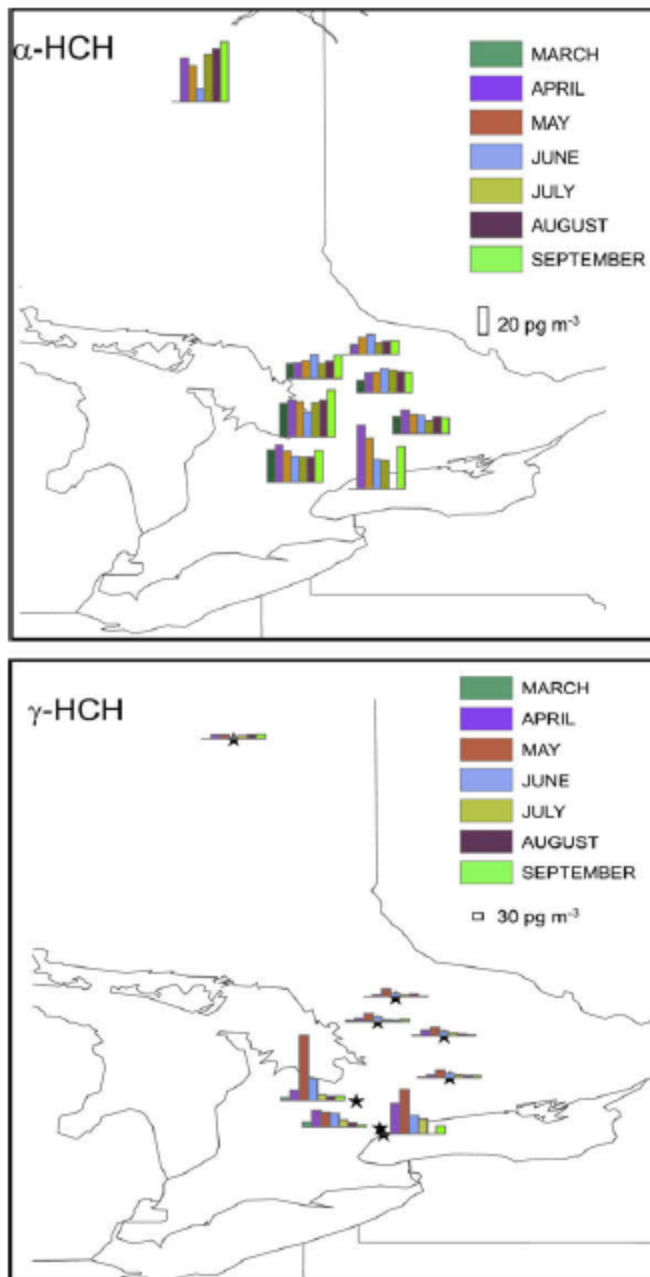 α-HCH
MARCH
APRIL
MAY
JUNE
JULY
AUGUST
SEPTEMBER
20 pg m⁻³
γ-HCH
MARCH
APRIL
MAY
JUNE
JULY
AUGUST
SEPTEMBER
30 pg m⁻³